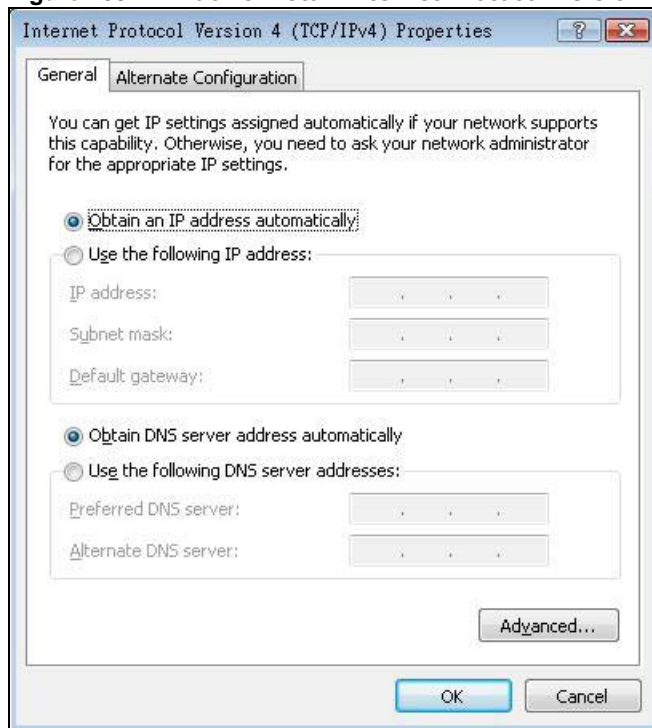 Internet Protocol Version 4 (TCP/IPv4) Properties
General
Alternate Configuration
You can get IP settings assigned automatically if your network supports
this capability. Otherwise, you need to ask your network administrator
for the appropriate IP settings.
Obtain an IP address automatically
Use the following IP address:
IP address:
Subnet mask:
Default gateway:
Obtain DNS server address automatically
Use the following DNS server addresses:
Preferred DNS server:
Alternate DNS server:
Advanced...
OK
Cancel